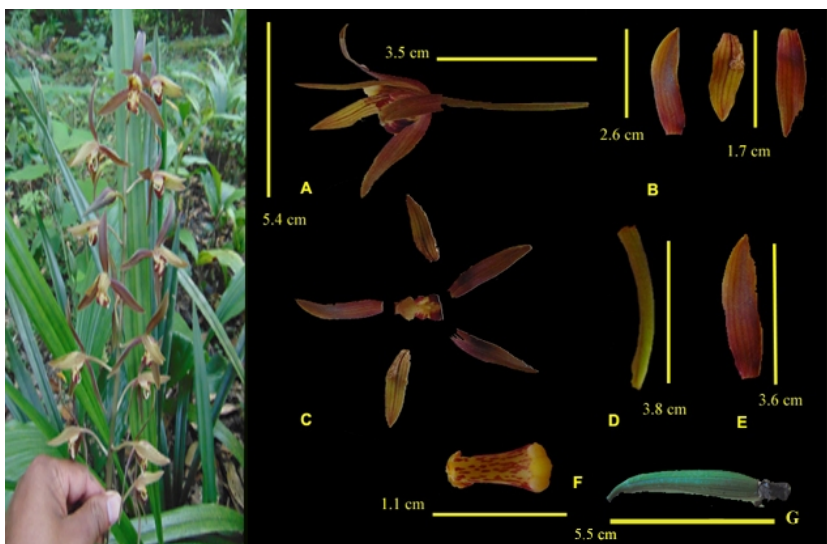 3.5 cm
A
5.4 cm
2.6 cm
1.7 cm
B
C
D
3.8 cm
E
3.6 cm
F
1.1 cm
G
5.5 cm